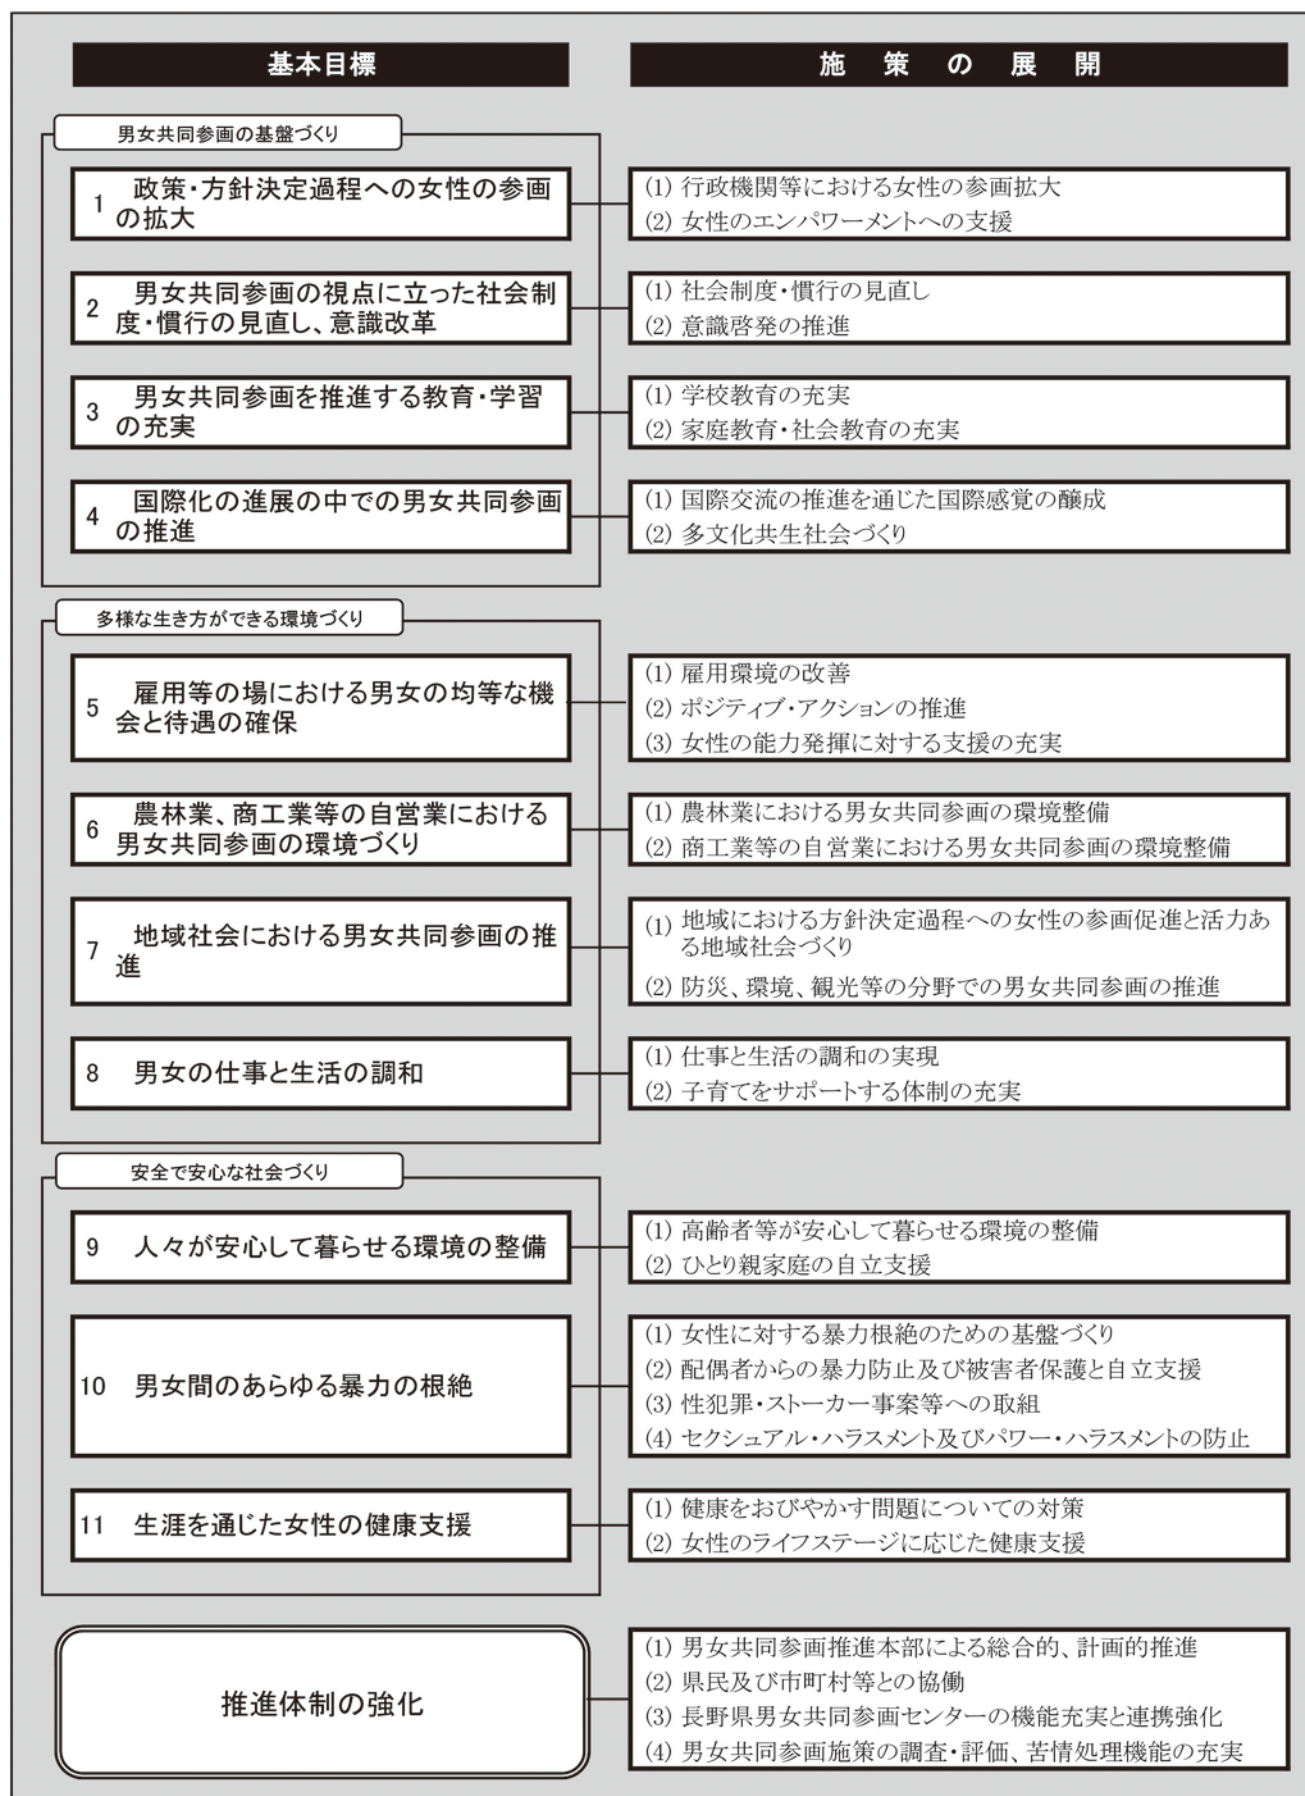 基本目標
施策の展開
男女共同参画の基盤づくり
1 政策・方針決定過程への女性の参画
の拡大
(1) 行政機関等における女性の参画拡大
(2) 女性のエンパワーメントへの支援
2 男女共同参画の視点に立った社会制
度・慣行の見直し、意識改革
(1) 社会制度・慣行の見直し
(2) 意識啓発の推進
3 男女共同参画を推進する教育・学習
の充実
(1) 学校教育の充実
(2) 家庭教育・社会教育の充実
4 国際化の進展の中での男女共同参画
の推進
(1) 国際交流の推進を通じた国際感覚の醸成
(2) 多文化共生社会づくり
多様な生き方ができる環境づくり
5 雇用等の場における男女の均等な機
会と待遇の確保
(1) 雇用環境の改善
(2) ポジティブ・アクションの推進
(3) 女性の能力発揮に対する支援の充実
6 農林業、商工業等の自営業における
男女共同参画の環境づくり
(1) 農林業における男女共同参画の環境整備
(2) 商工業等の自営業における男女共同参画の環境整備
7 地域社会における男女共同参画の推
進
(1) 地域における方針決定過程への女性の参画促進と活力あ
る地域社会づくり
(2) 防災、環境、観光等の分野での男女共同参画の推進
8 男女の仕事と生活の調和
(1) 仕事と生活の調和の実現
(2) 子育てをサポートする体制の充実
安全で安心な社会づくり
9 人々が安心して暮らせる環境の整備
(1) 高齢者等が安心して暮らせる環境の整備
(2) ひとり親家庭の自立支援
10 男女間のあらゆる暴力の根絶
(1) 女性に対する暴力根絶のための基盤づくり
(2) 配偶者からの暴力防止及び被害者保護と自立支援
(3) 性犯罪・ストーカー事案等への取組
(4) セクシュアル・ハラスメント及びパワー・ハラスメントの防止
11 生涯を通じた女性の健康支援
(1) 健康をおびやかす問題についての対策
(2) 女性のライフステージに応じた健康支援
推進体制の強化
(1) 男女共同参画推進本部による総合的、計画的推進
(2) 県民及び市町村等との協働
(3) 長野県男女共同参画センターの機能充実と連携強化
(4) 男女共同参画施策の調査・評価、苦情処理機能の充実